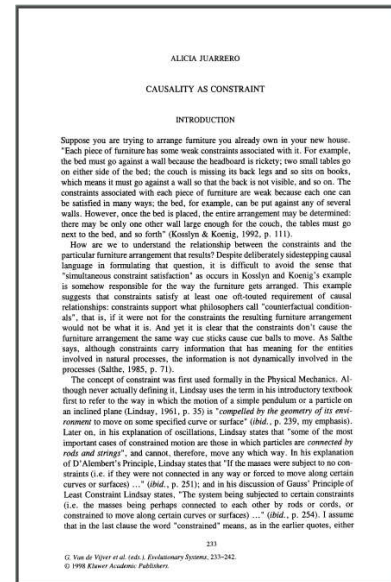 ALICIA JUARRERO
CAUSALITY AS CONSTRAINT
INTRODUCTION
Suppose you are trying to arrange furniture you already own in your new house.
"Each piece of furniture has some weak constraints associated with it. For example,
the bed must go against a wall because the headboard is rickety; two small tables go
on either side of the bed; the couch is missing its back legs and so sits on books,
which means it must go against a wall so that the back is not visible, and so on. The
constraints associated with each piece of furniture are weak because each one can
be satisfied in many ways; the bed, for example, can be put against any of several
walls. However, once the bed is placed, the entire arrangement may be determined:
there may be only one other wall large enough for the couch, the tables must go
next to the bed, and so forth" (Kosslyn & Koenig, 1992, p. 111).
How are we to understand the relationship between the constraints and the
particular furniture arrangement that results? Despite deliberately sidestepping causal
language in formulating that question, it is difficult to avoid the sense that
"simultaneous constraint satisfaction" as occurs in Kosslyn and Koenig's example
is somehow responsible for the way the furniture gets arranged. This example
suggests that constraints satisfy at least one oft-touted requirement of causal
relationships: constraints support what philosophers call "counterfactual condition-
als", that is, if it were not for the constraints the resulting furniture arrangement
would not be what it is. And yet it is clear that the constraints don't cause the
furniture arrangement the same way cue sticks cause cue balls to move. As Salthe
says, although constraints carry information that has meaning for the entities
involved in natural processes, the information is not dynamically involved in the
processes (Salthe, 1985, p. 71).
The concept of constraint was first used formally in the Physical Mechanics. Al-
though never actually defining it, Lindsay uses the term in his introductory textbook
first to refer to the way in which the motion of a simple pendulum or a particle on
an inclined plane (Lindsay, 1961, p. 35) is "compelled by the geometry of its envi-
ronment to move on some specified curve or surface" (ibid., p. 239, my emphasis).
Later on, in his explanation of oscillations, Lindsay states that "some of the most
important cases of constrained motion are those in which particles are connected by
rods and strings", and cannot, therefore, move any which way. In his explanation
of D'Alembert's Principle, Lindsay states that "If the masses were subject to no con-
straints (i.e. if they were not connected in any way or forced to move along certain
curves or surfaces) ..." (ibid., p. 251); and in his discussion of Gauss' Principle of
Least Constraint Lindsay states, "The system being subjected to certain constraints
(i.e. the masses being perhaps connected to each other by rods or cords, or
constrained to move along certain curves or surfaces) ..." (ibid., p. 254). I assume
that in the last clause the word "constrained" means, as in the earlier quotes, either
233
G. Van de Vijver et al. (eds.), Evolutionary Systems, 233–242.
© 1998 Kluwer Academic Publishers.